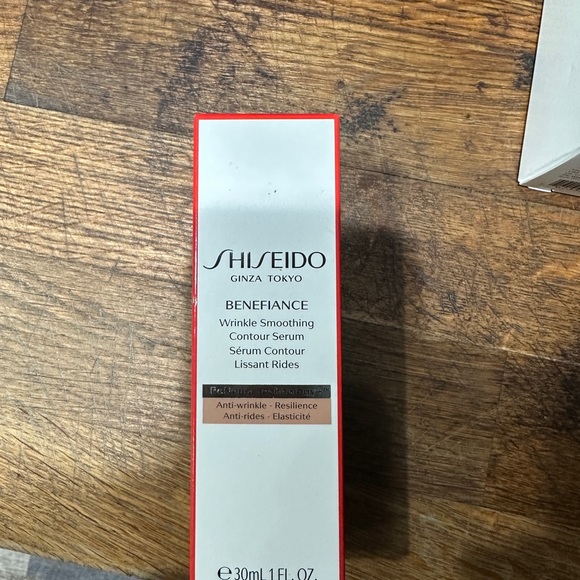 SHISEIDO
GINZA TOKYO
BENEFIANCE
Wrinkle Smoothing
Contour Serum
Sérum Contour
Lissant Rides
Anti-wrinkle - Resilience
Anti-rides - Elasticité
e 30mL 1 FL. OZ.